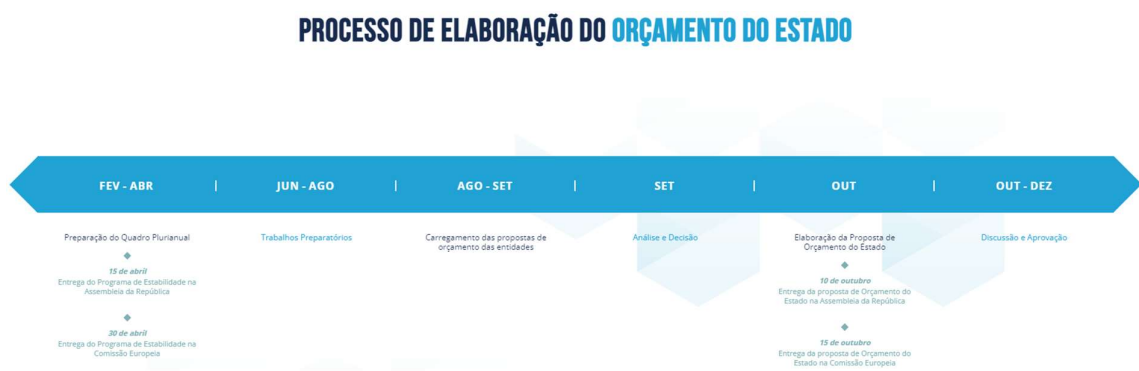 PROCESSO DE ELABORAÇÃO DO ORÇAMENTO DO ESTADO
FEV - ABR | JUN - AGO | AGO - SET | SET | OUT | OUT - DEZ
Preparação do Quadro Plurianual
15 de abril
Entrega do Programa de Estabilidade na
Assembleia da República
30 de abril
Entrega do Programa de Estabilidade na
Comissão Europeia
Trabalhos Preparatórios
Carregamento das propostas de
orçamento das entidades
Análise e Decisão
Elaboração da Proposta de
Orçamento do Estado
10 de outubro
Entrega da proposta de Orçamento do
Estado na Assembleia da República
15 de outubro
Entrega da proposta de Orçamento do
Estado na Comissão Europeia
Discussão e Aprovação